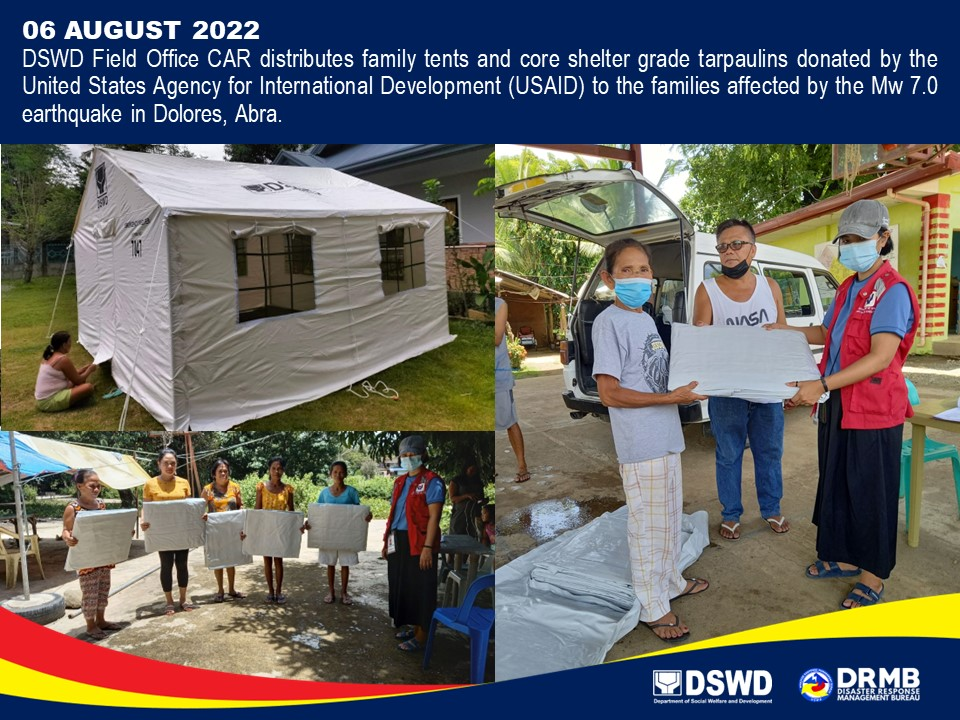 06 AUGUST 2022
DSWD Field Office CAR distributes family tents and core shelter grade tarpaulins donated by the
United States Agency for International Development (USAID) to the families affected by the Mw 7.0
earthquake in Dolores, Abra.
DSWD
NASA
DSWD
Department of Social Welfare and Development
DRMB
DISASTER RESPONSE
MANAGEMENT BUREAU